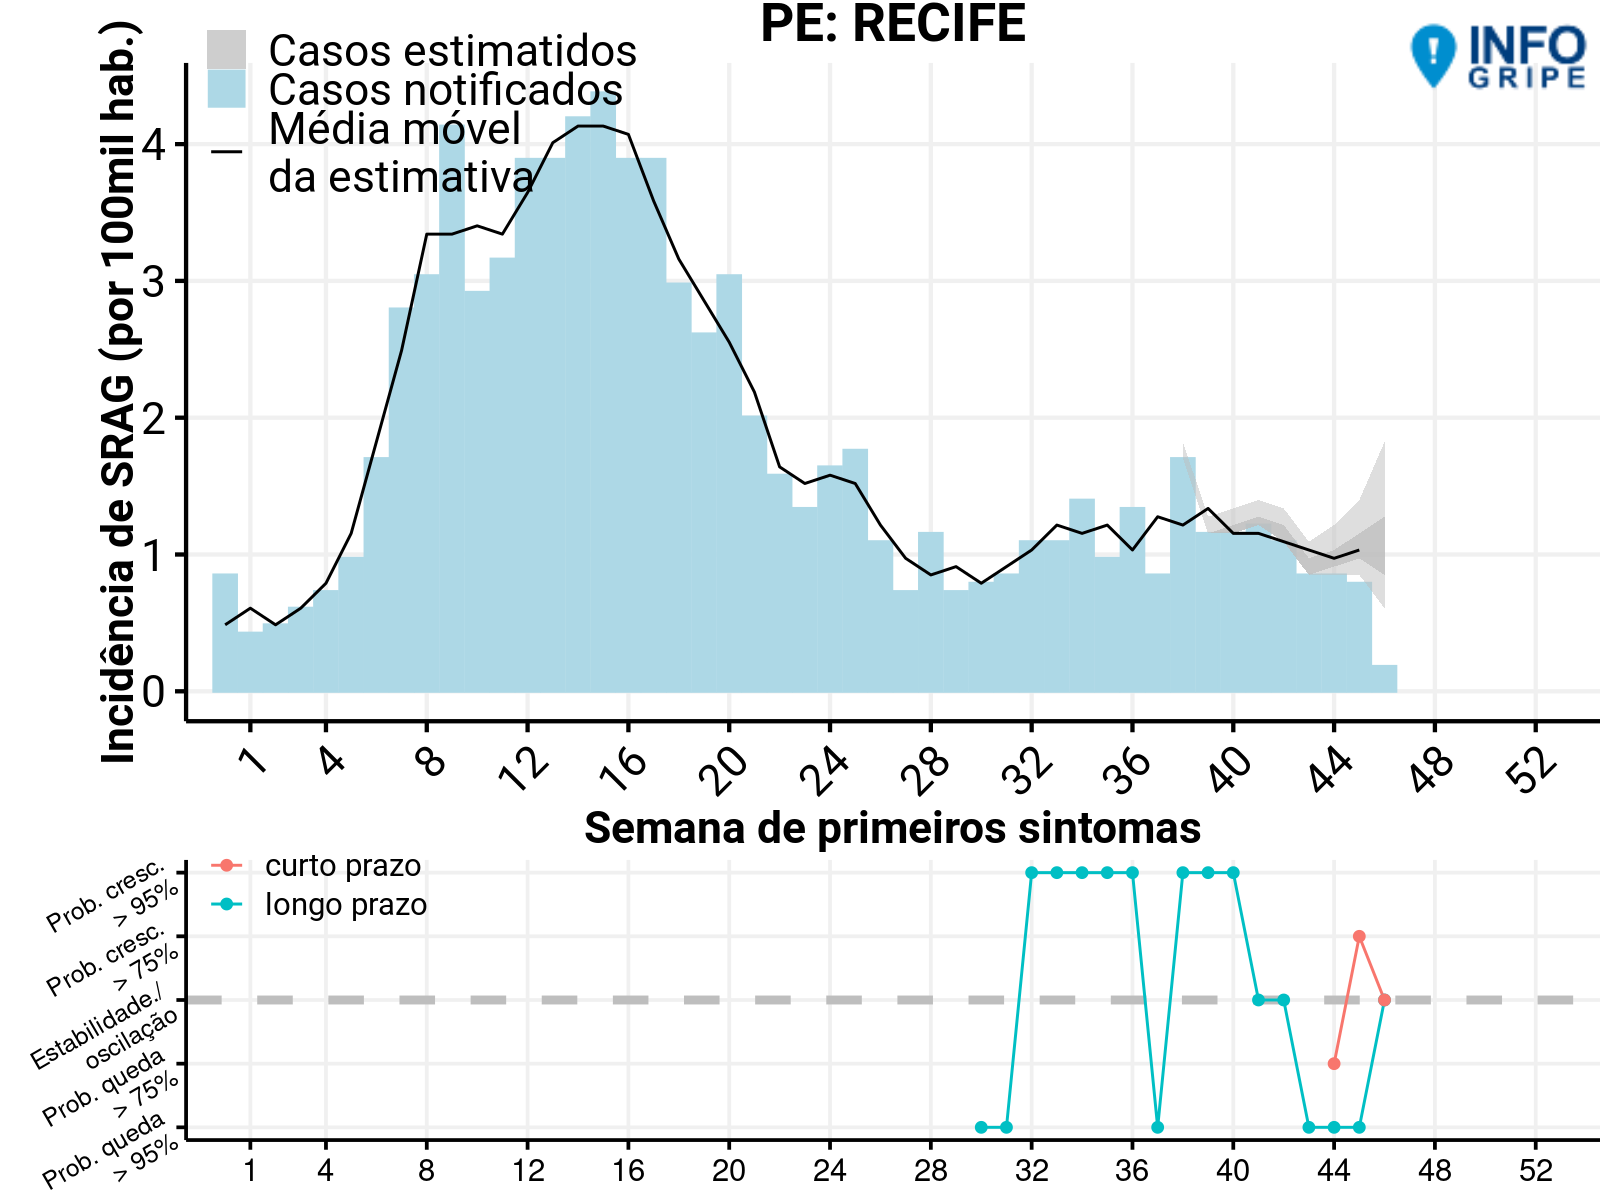 PE: RECIFE
INFO
GRIPE
Casos estimatidos
Casos notificados
Média móvel
da estimativa
Incidência de SRAG (por 100mil hab.)
4
3
2
1
0
1 4 8 12 16 20 24 28 32 36 40 44 48 52
Semana de primeiros sintomas
curto prazo
longo prazo
Prob. cresc.
> 95%
Prob. cresc.
> 75%
Estabilidade./
oscilação
Prob. queda
> 75%
Prob. queda
> 95%
1 4 8 12 16 20 24 28 32 36 40 44 48 52